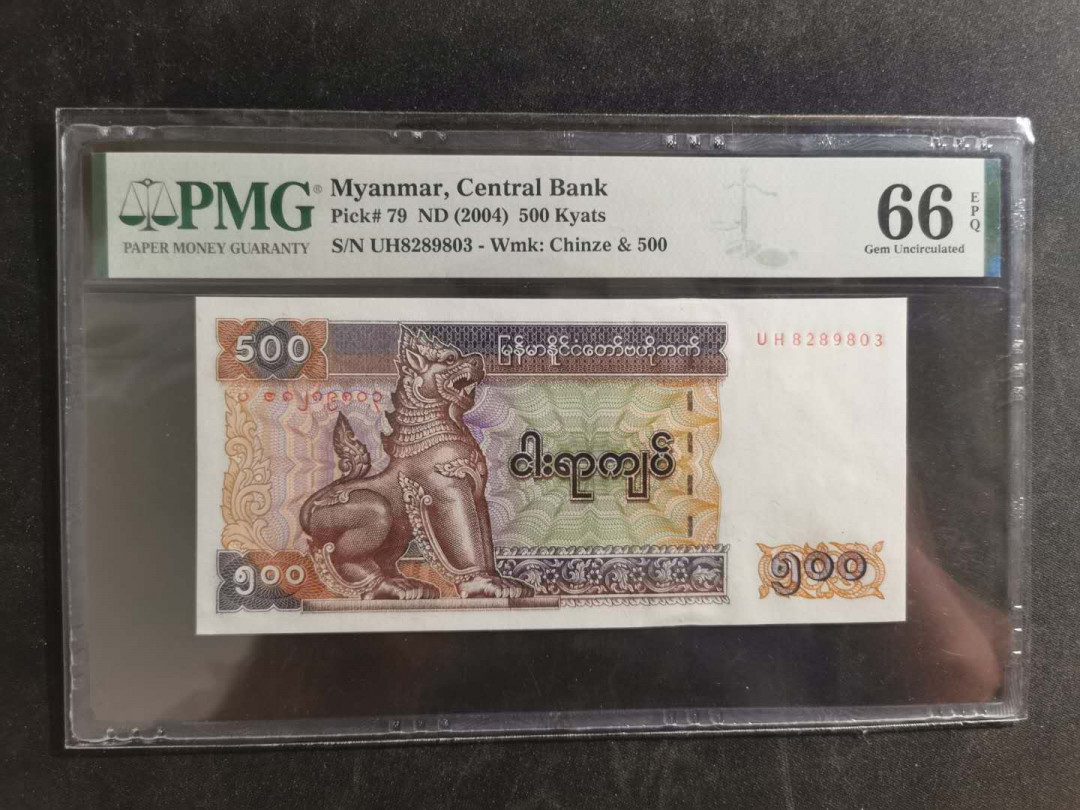 PMG®
PAPER MONEY GUARANTY
Myanmar, Central Bank
Pick# 79 ND (2004) 500 Kyats
S/N UH8289803 - Wmk: Chinze & 500
66
EPQ
Gem Uncirculated
500
မြန်မာနိုင်ငံတော်ဗဟိုဘဏ်
UH8289803
ငါးရာကျပ်
၅၀၀
၅၀၀